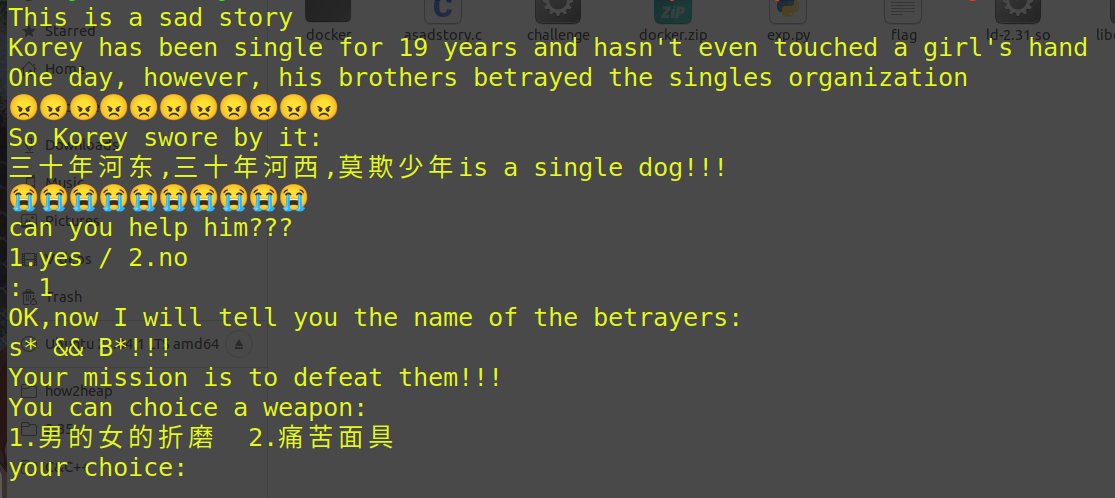 This is a sad story
docker asadstory.c challenge docker.zip exp.py flag ld-2.31.so
Starred
Korey has been single for 19 years and hasn't even touched a girl's hand
Home
One day, however, his brothers betrayed the singles organization
😠😠😠😠😠😠😠😠😠😠😠
So Korey swore by it:
Downloads
三十年河东,三十年河西,莫欺少年is a single dog!!!
Music
😭😭😭😭😭😭😭😭😭😭
Pictures
can you help him???
1.yes / 2.no
: 1
Trash
OK,now I will tell you the name of the betrayers:
s* && B*!!!
amd64
Your mission is to defeat them!!!
how2heap
You can choice a weapon:
1.男的女的折磨  2.痛苦面具
your choice: